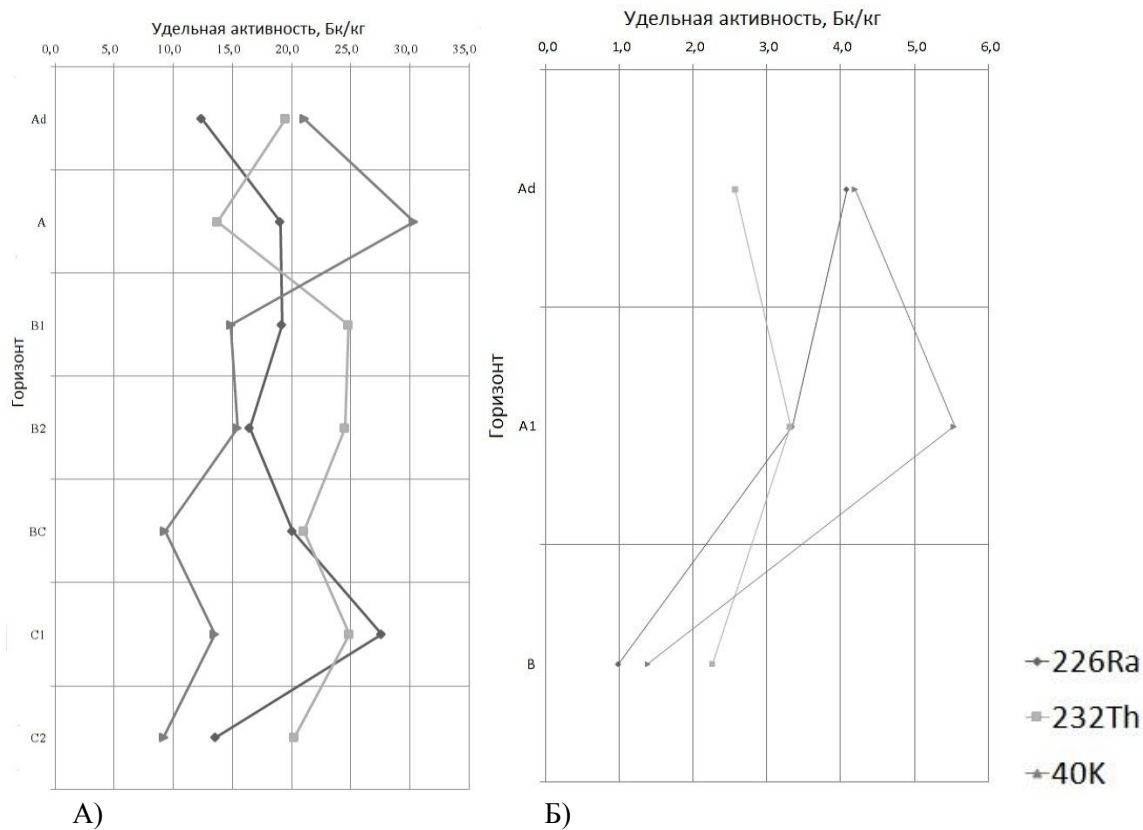 Удельная активность, Бк/кг
0,0 5,0 10,0 15,0 20,0 25,0 30,0 35,0
Горизонт
Ad
A
B1
B2
BC
C1
C2
А)
Удельная активность, Бк/кг
0,0 1,0 2,0 3,0 4,0 5,0 6,0
Горизонт
Ad
A1
B
Б)
226Ra
232Th
40K